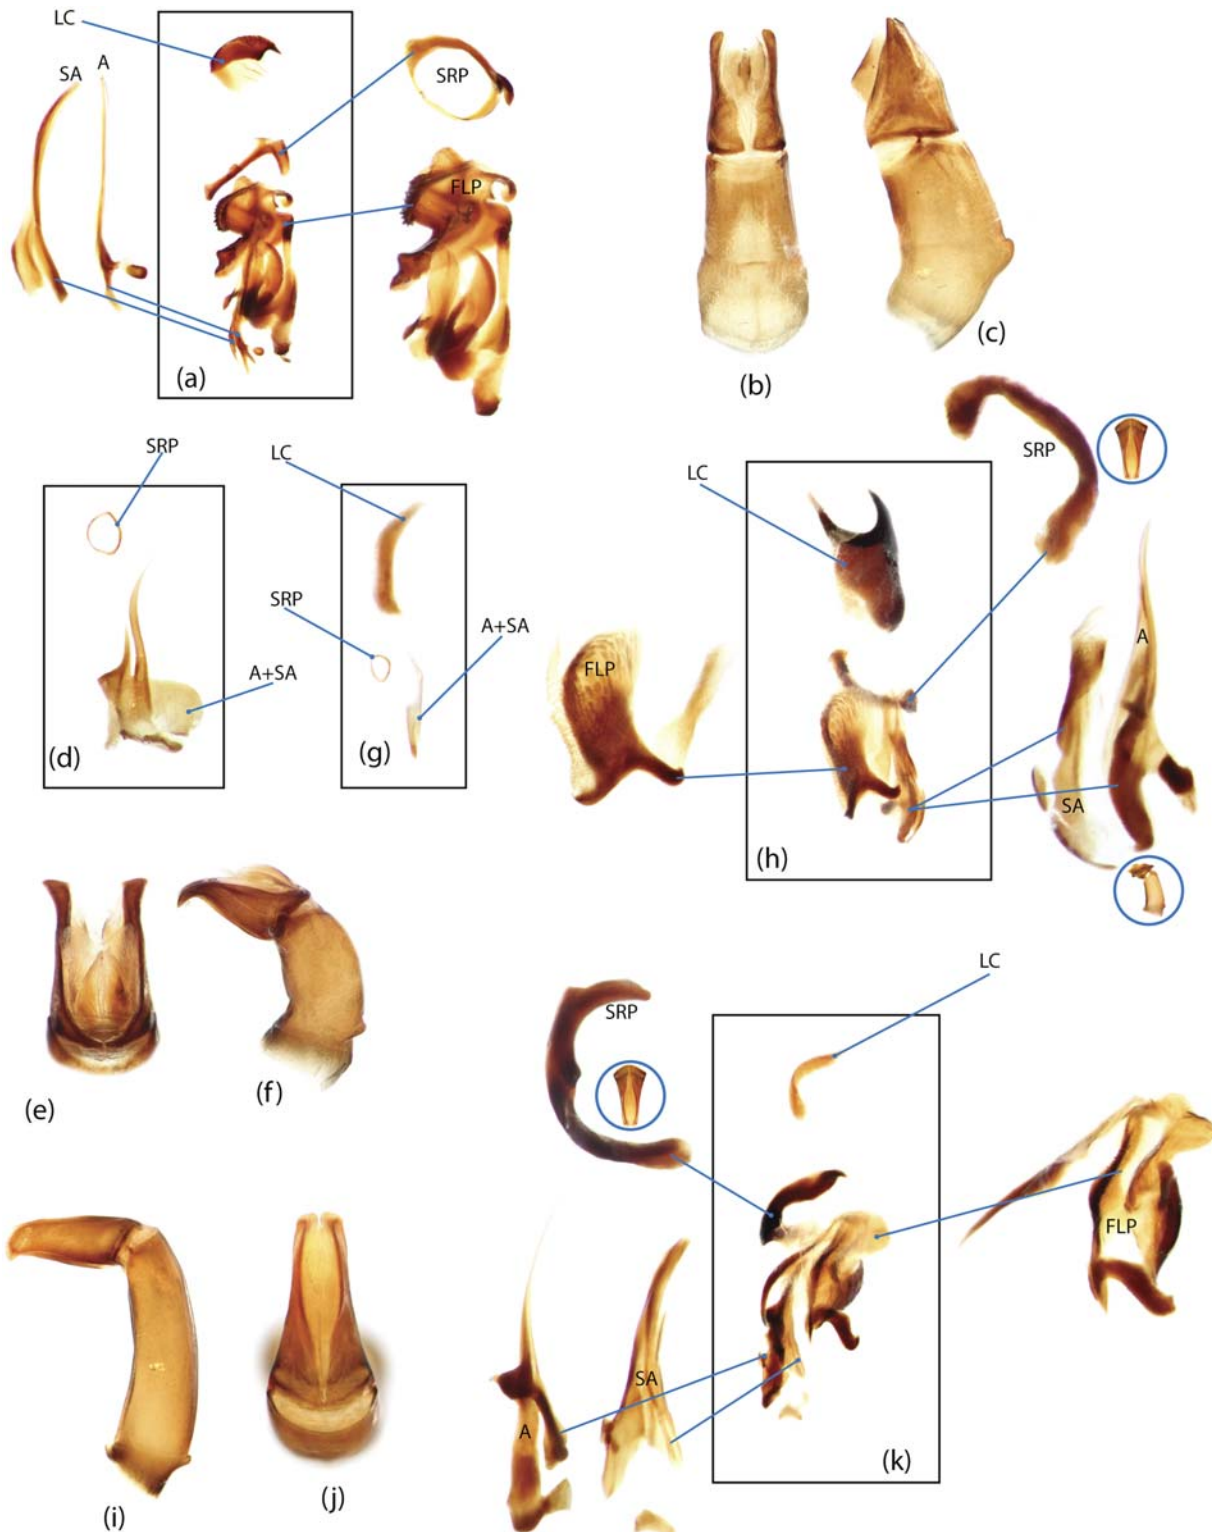 LC
SA
A
SRP
FLP
(a)
(b)
(c)
SRP
A+SA
(d)
LC
SRP
A+SA
(g)
SRP
LC
FLP
A
SA
(h)
(e)
(f)
SRP
LC
FLP
SA
A
(k)
(i)
(j)